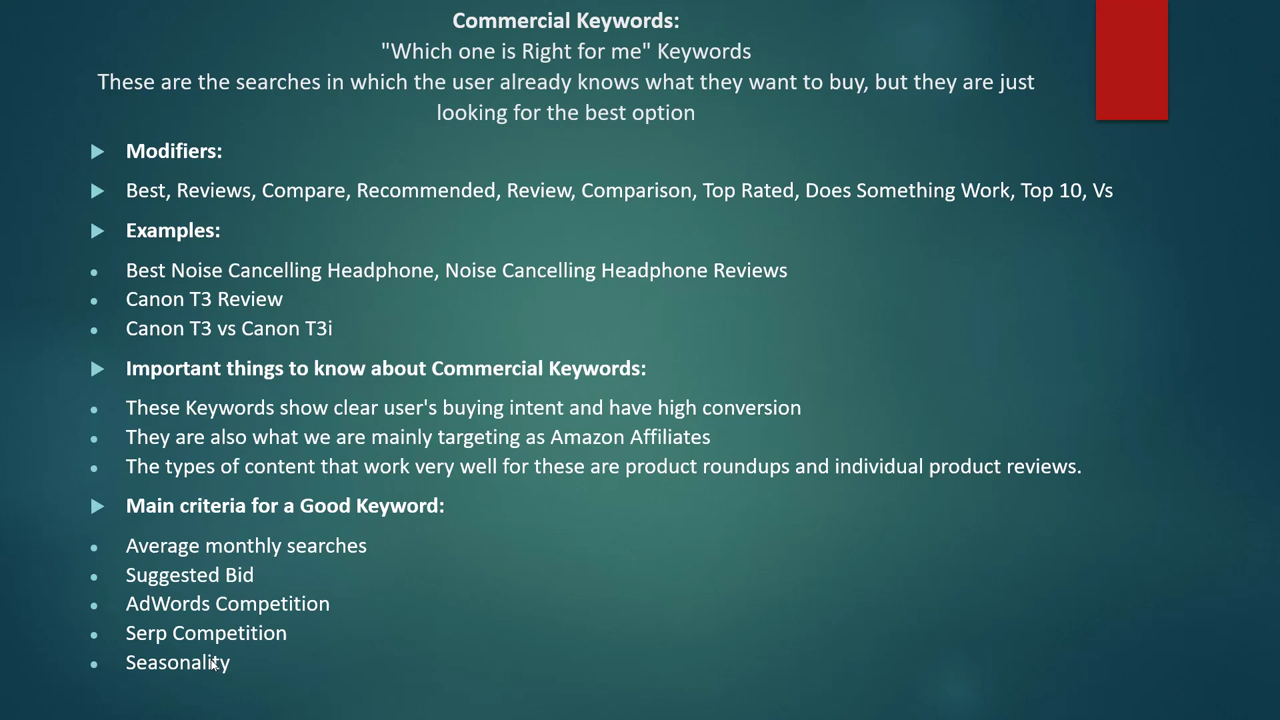 Commercial Keywords:
"Which one is Right for me" Keywords
These are the searches in which the user already knows what they want to buy, but they are just
looking for the best option
Modifiers:
Best, Reviews, Compare, Recommended, Review, Comparison, Top Rated, Does Something Work, Top 10, Vs
Examples:
Best Noise Cancelling Headphone, Noise Cancelling Headphone Reviews
Canon T3 Review
Canon T3 vs Canon T3i
Important things to know about Commercial Keywords:
These Keywords show clear user's buying intent and have high conversion
They are also what we are mainly targeting as Amazon Affiliates
The types of content that work very well for these are product roundups and individual product reviews.
Main criteria for a Good Keyword:
Average monthly searches
Suggested Bid
AdWords Competition
Serp Competition
Seasonality